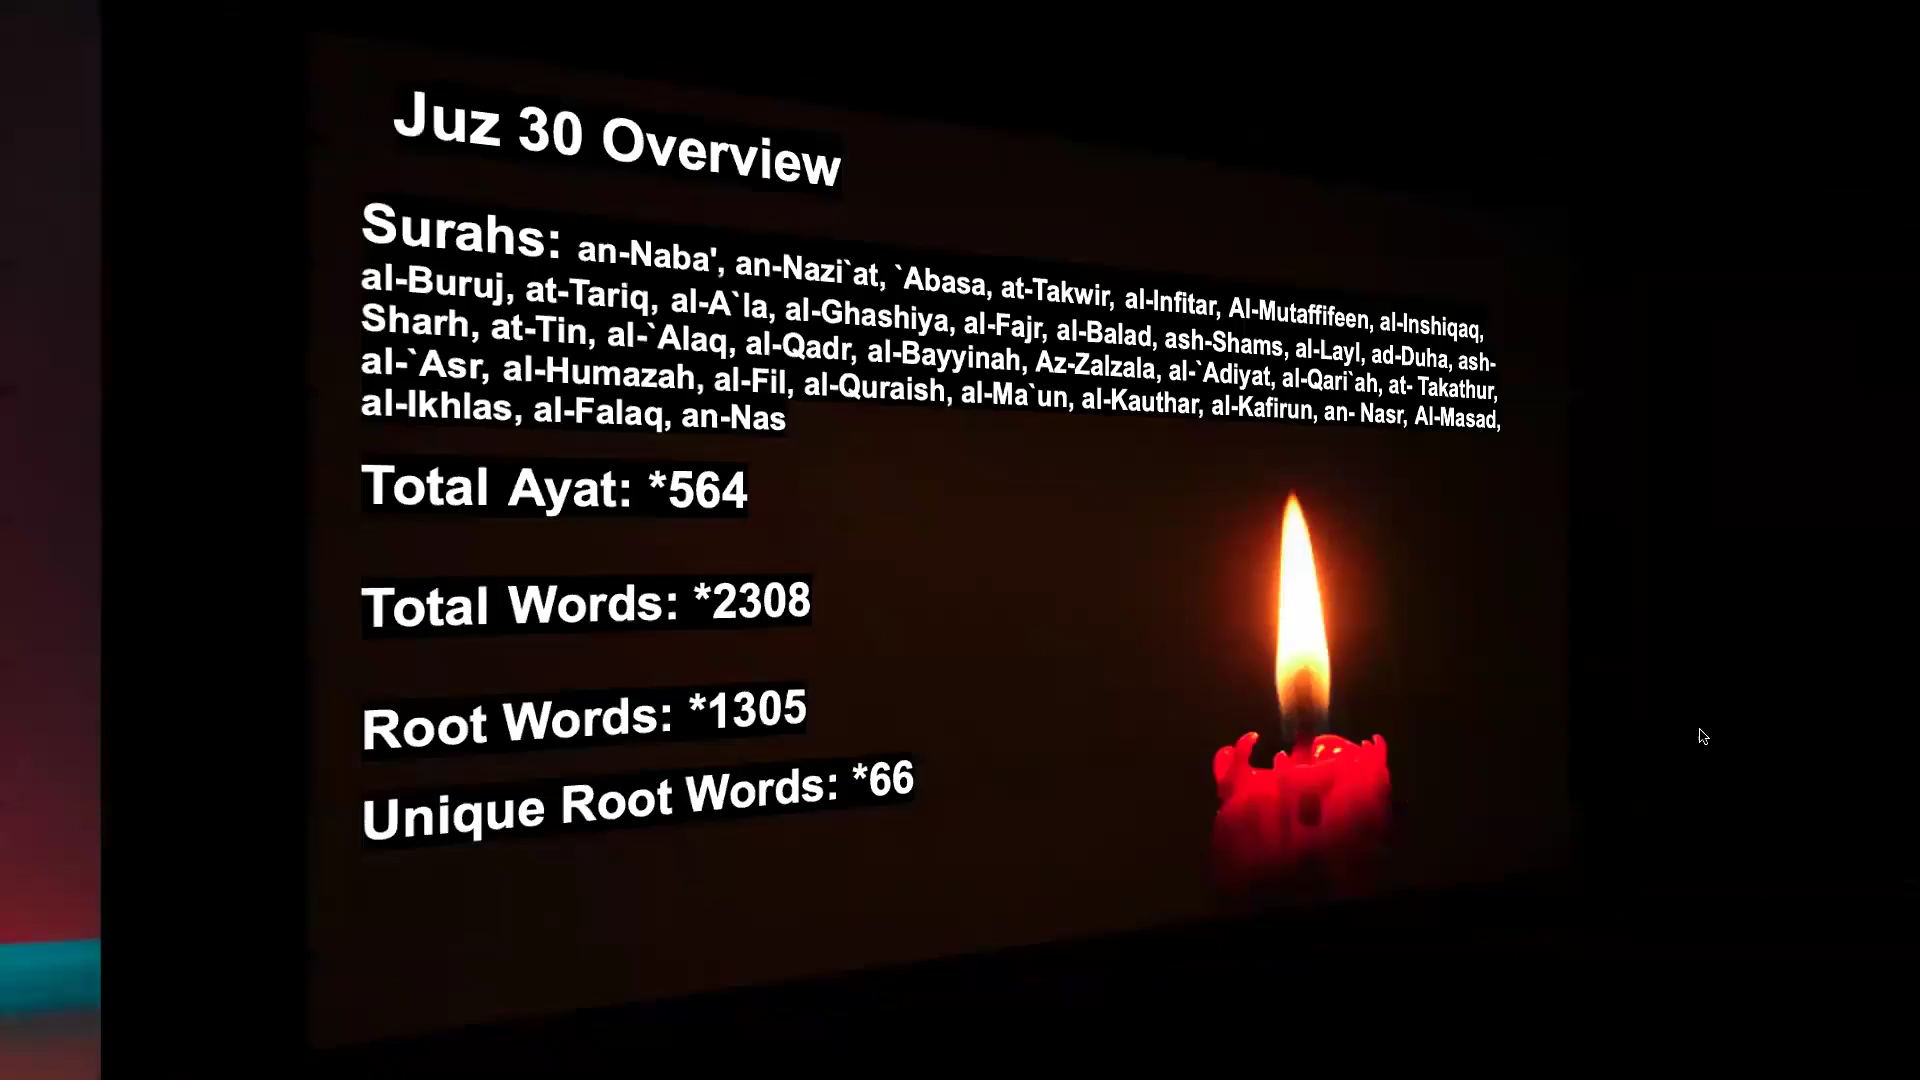 Juz 30 Overview
Surahs: an-Naba', an-Nazi`at, `Abasa, at-Takwir, al-Infitar, Al-Mutaffifeen, al-Inshiqaq,
al-Buruj, at-Tariq, al-A`la, al-Ghashiya, al-Fajr, al-Balad, ash-Shams, al-Layl, ad-Duha, ash-
Sharh, at-Tin, al-`Alaq, al-Qadr, al-Bayyinah, Az-Zalzala, al-`Adiyat, al-Qari`ah, at- Takathur,
al-`Asr, al-Humazah, al-Fil, al-Quraish, al-Ma`un, al-Kauthar, al-Kafirun, an- Nasr, Al-Masad,
al-Ikhlas, al-Falaq, an-Nas
Total Ayat: *564
Total Words: *2308
Root Words: *1305
Unique Root Words: *66